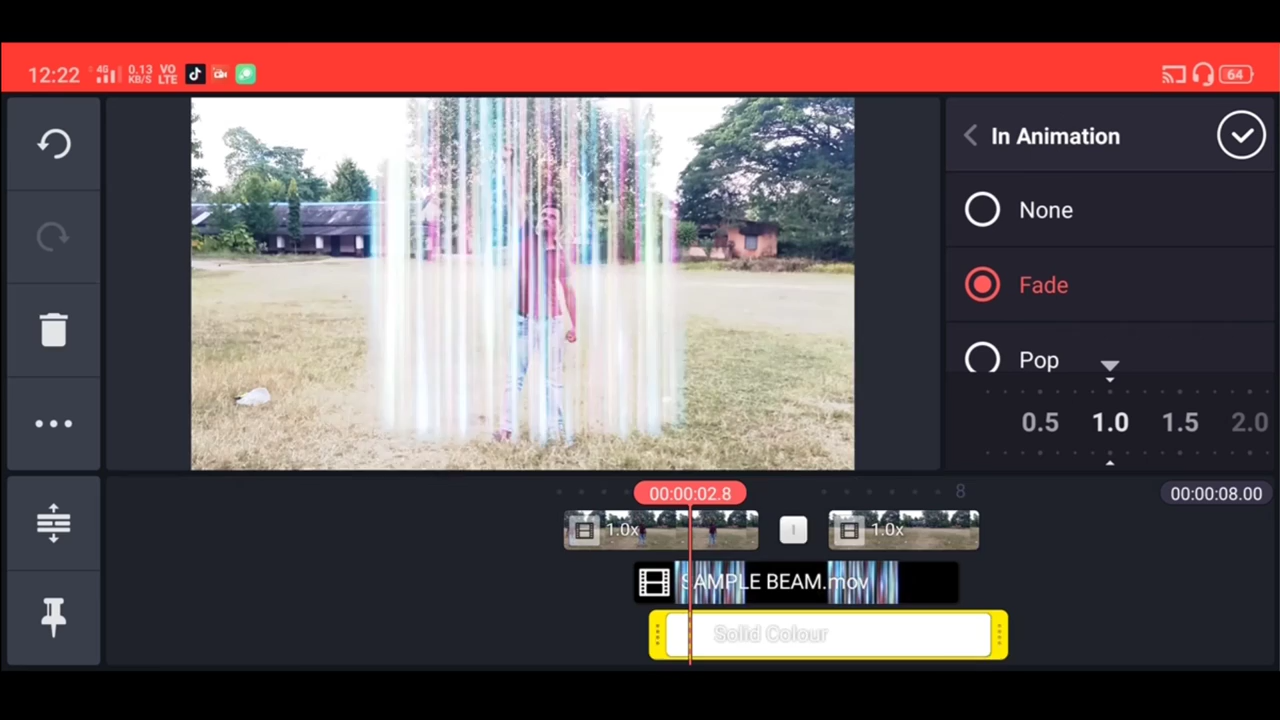 12:22 4G 0.13 KB/S VO LTE 64
In Animation
None
Fade
Pop
0.5 1.0 1.5 2.0
00:00:02.8 8 00:00:08.00
1.0x 1.0x
SAMPLE BEAM.mov
Solid Colour